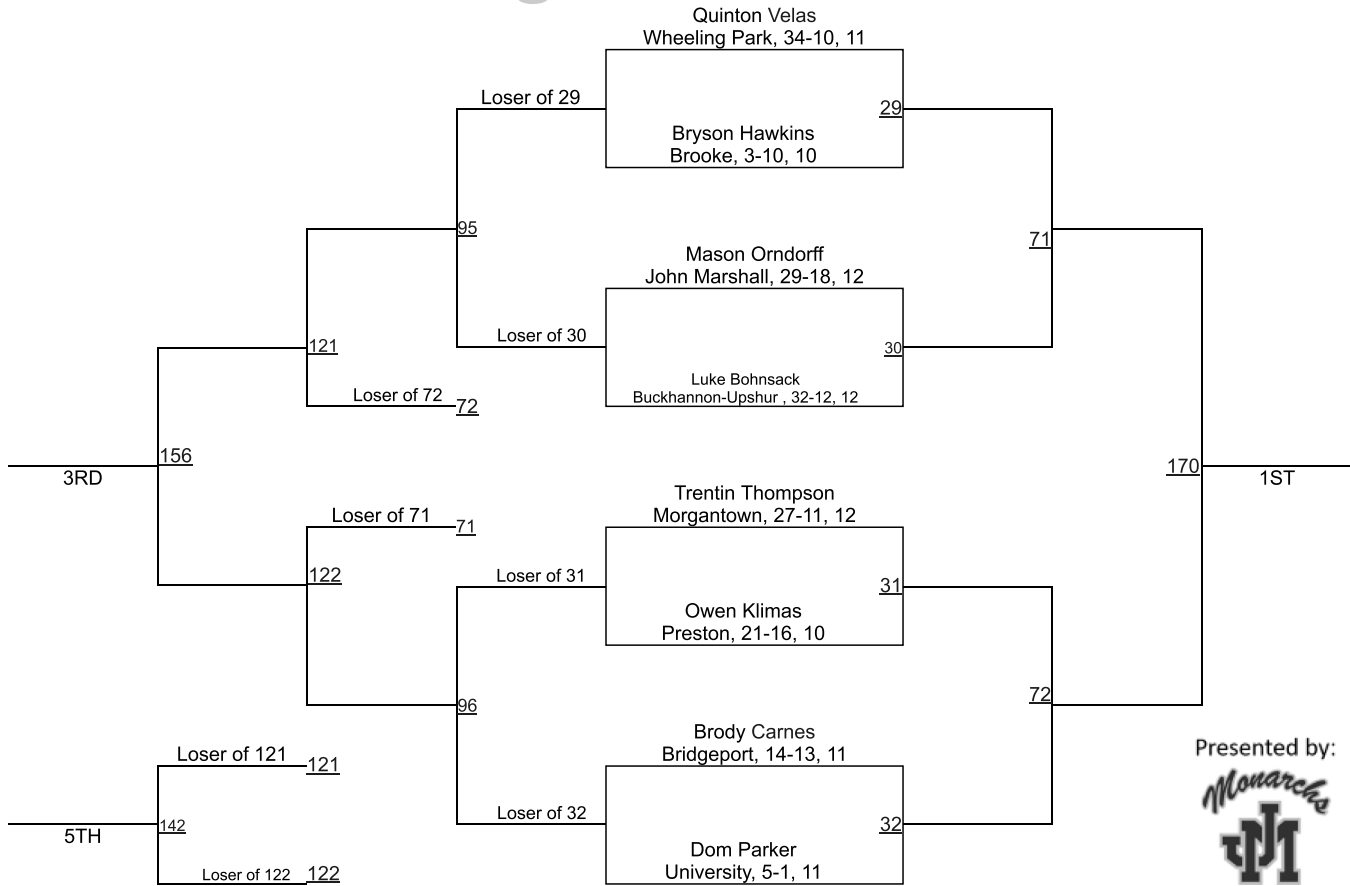 Quinton Velas
Wheeling Park, 34-10, 11
Loser of 29
29
Bryson Hawkins
Brooke, 3-10, 10
95
71
Mason Orndorff
John Marshall, 29-18, 12
Loser of 30
30
121
Luke Bohnsack
Buckhannon-Upshur , 32-12, 12
Loser of 72
72
156
3RD
170
1ST
Trentin Thompson
Morgantown, 27-11, 12
Loser of 71
71
122
Loser of 31
31
Owen Klimas
Preston, 21-16, 10
72
96
Brody Carnes
Bridgeport, 14-13, 11
Loser of 121
121
Presented by:
Monarchs
JM
Loser of 32
32
142
5TH
Dom Parker
University, 5-1, 11
Loser of 122
122